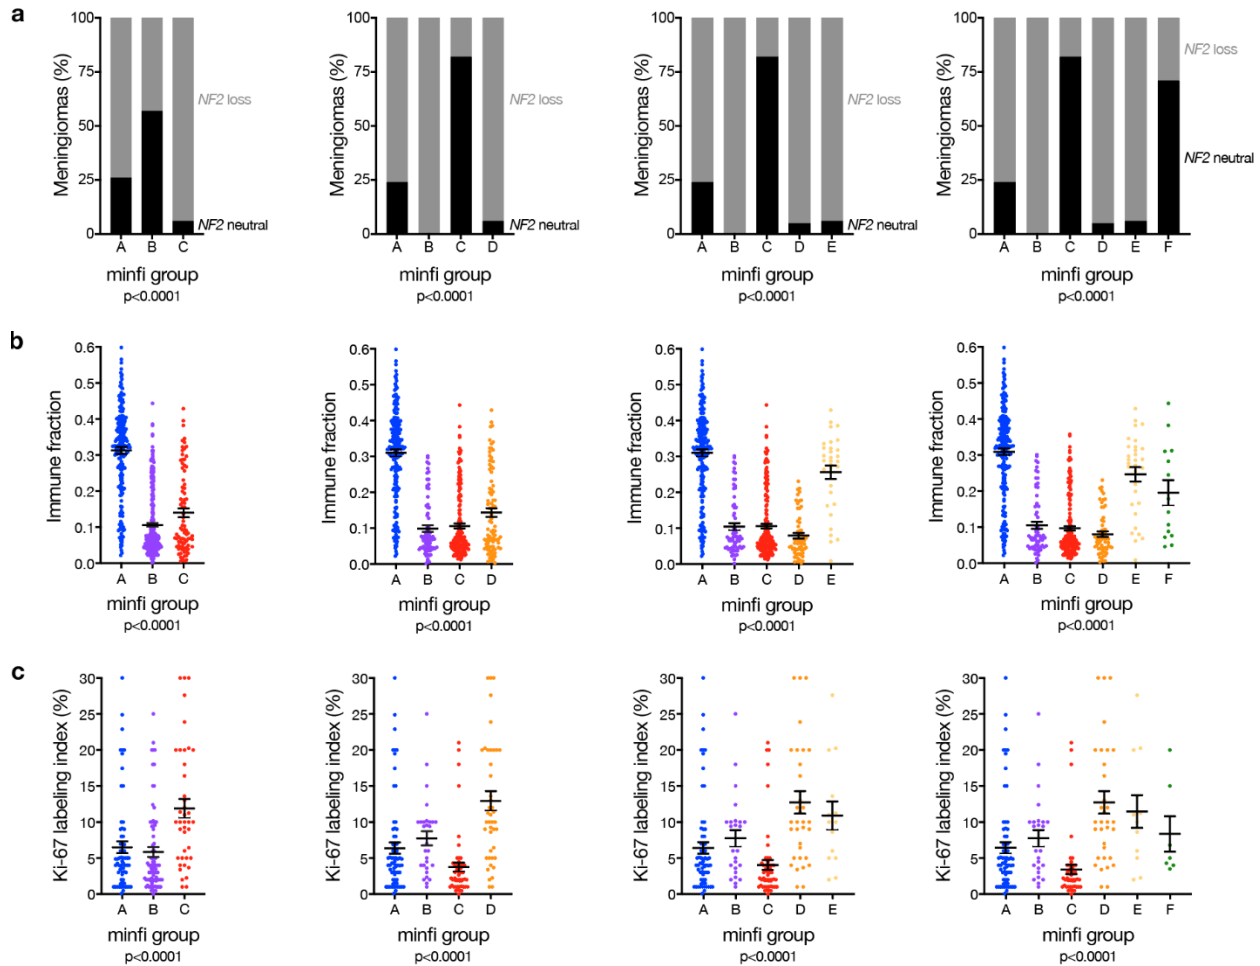 a
100
75
50
25
0
Meningiomas (%)
NF2 loss
NF2 neutral
A B C
minfi group
p<0.0001
100
75
50
25
0
Meningiomas (%)
NF2 loss
NF2 neutral
A B C D
minfi group
p<0.0001
100
75
50
25
0
Meningiomas (%)
NF2 loss
NF2 neutral
A B C D E
minfi group
p<0.0001
100
75
50
25
0
Meningiomas (%)
NF2 loss
NF2 neutral
A B C D E F
minfi group
p<0.0001
b
0.6
0.5
0.4
0.3
0.2
0.1
0.0
Immune fraction
A B C
minfi group
p<0.0001
0.6
0.5
0.4
0.3
0.2
0.1
0.0
Immune fraction
A B C D
minfi group
p<0.0001
0.6
0.5
0.4
0.3
0.2
0.1
0.0
Immune fraction
A B C D E
minfi group
p<0.0001
0.6
0.5
0.4
0.3
0.2
0.1
0.0
Immune fraction
A B C D E F
minfi group
p<0.0001
c
30
25
20
15
10
5
0
Ki-67 labeling index (%)
A B C
minfi group
p<0.0001
30
25
20
15
10
5
0
Ki-67 labeling index (%)
A B C D
minfi group
p<0.0001
30
25
20
15
10
5
0
Ki-67 labeling index (%)
A B C D E
minfi group
p<0.0001
30
25
20
15
10
5
0
Ki-67 labeling index (%)
A B C D E F
minfi group
p<0.0001